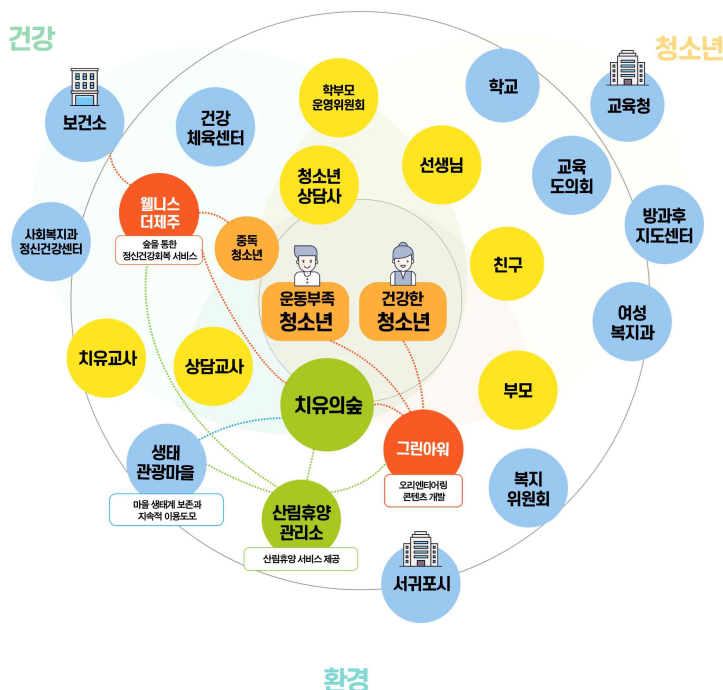 건강
청소년
보건소
건강
체육센터
학부모
운영위원회
학교
교육청
선생님
교육
도의회
청소년
상담사
웰니스
더제주
숲을 통한
정신건강회복 서비스
사회복지과
정신건강센터
중독
청소년
방과후
지도센터
친구
운동부족
청소년
건강한
청소년
여성
복지과
치유교사
상담교사
치유의숲
부모
그린아워
오리엔티어링
콘텐츠 개발
생태
관광마을
마을 생태계 보존과
지속적 이용도모
산림휴양
관리소
산림휴양 서비스 제공
복지
위원회
서귀포시
환경